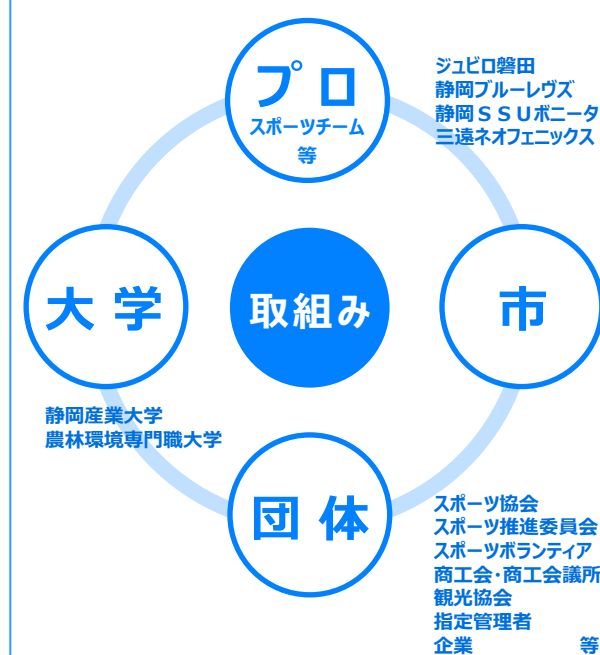 プロ
スポーツチーム
等
ジュビロ磐田
静岡ブルーレヴズ
静岡ＳＳＵボニータ
三遠ネオフェニックス
大学
取組み
市
静岡産業大学
農林環境専門職大学
団体
スポーツ協会
スポーツ推進委員会
スポーツボランティア
商工会・商工会議所
観光協会
指定管理者
企業　　　　　等